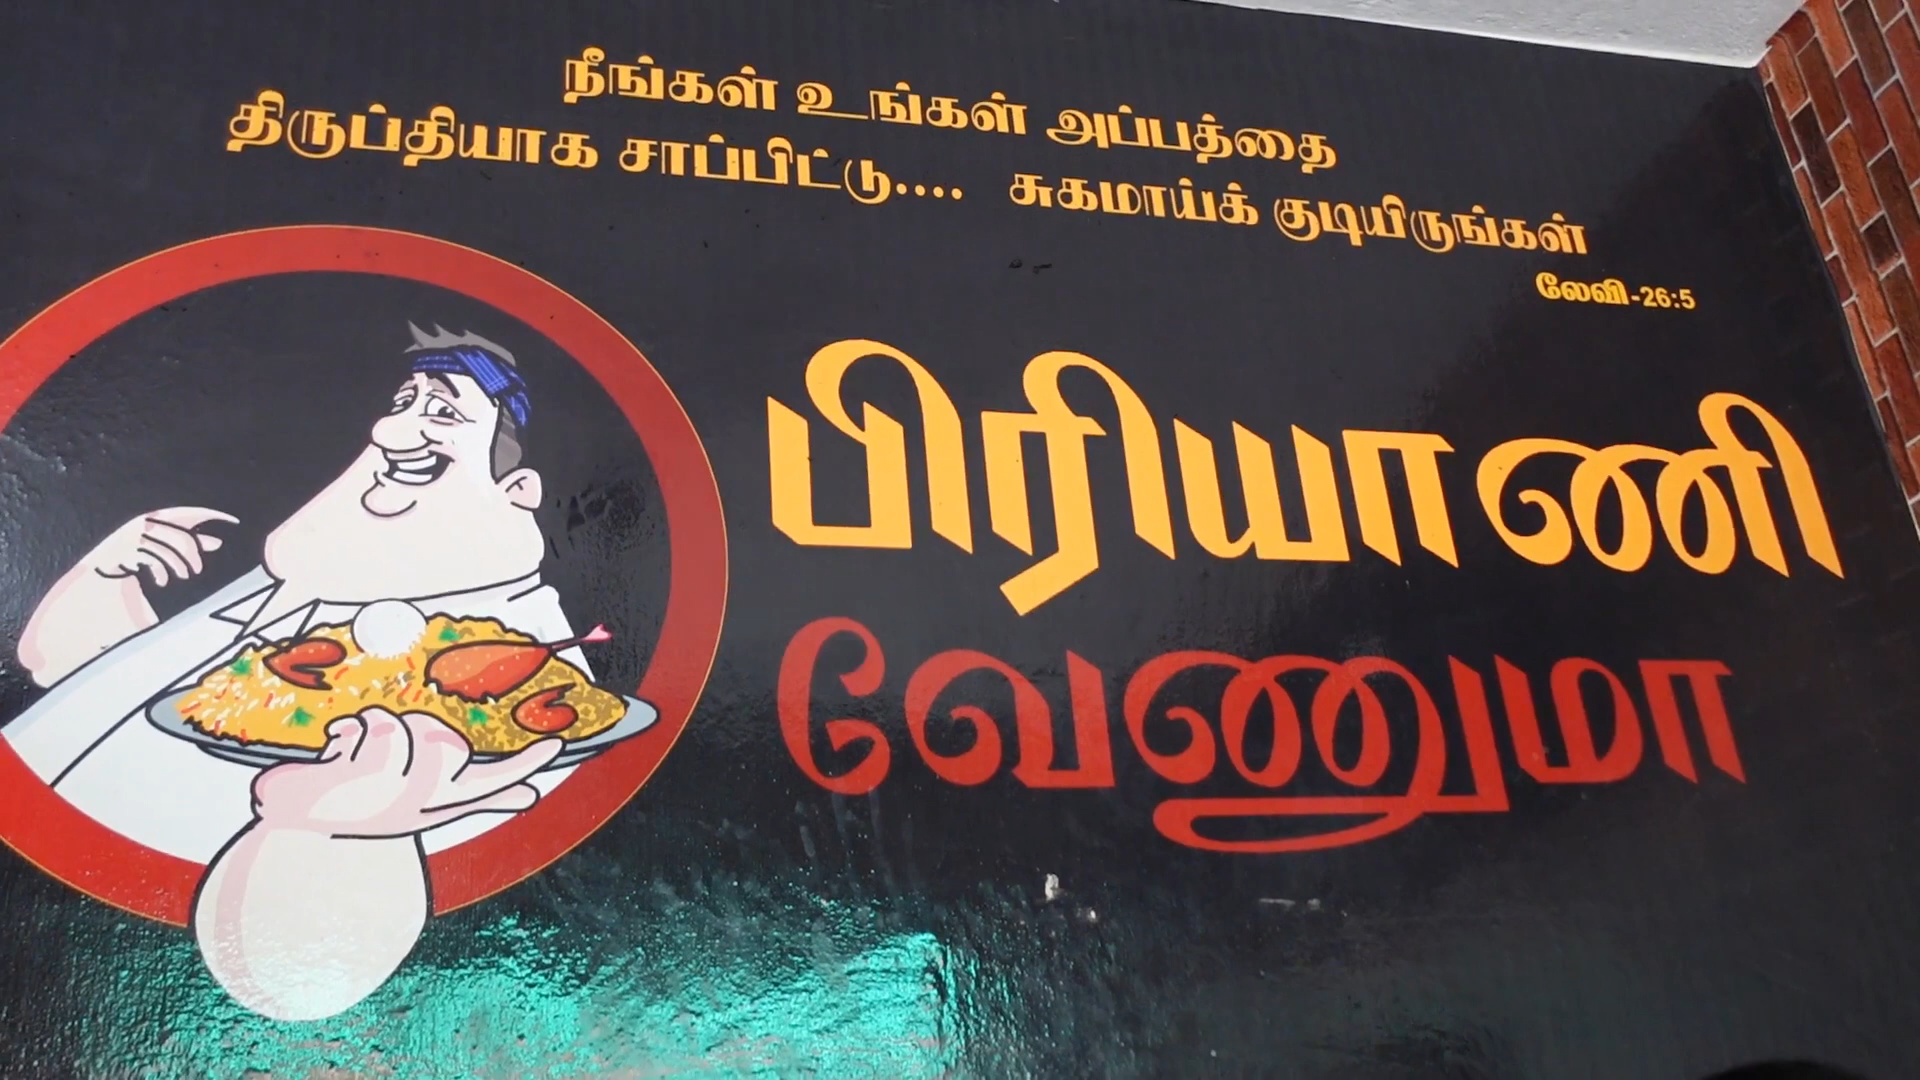 நீங்கள் உங்கள் அப்பத்தை
திருப்தியாக சாப்பிட்டு.... சுகமாய்க் குடியிருங்கள்
லேவி-26:5
பிரியாணி
வேணுமா